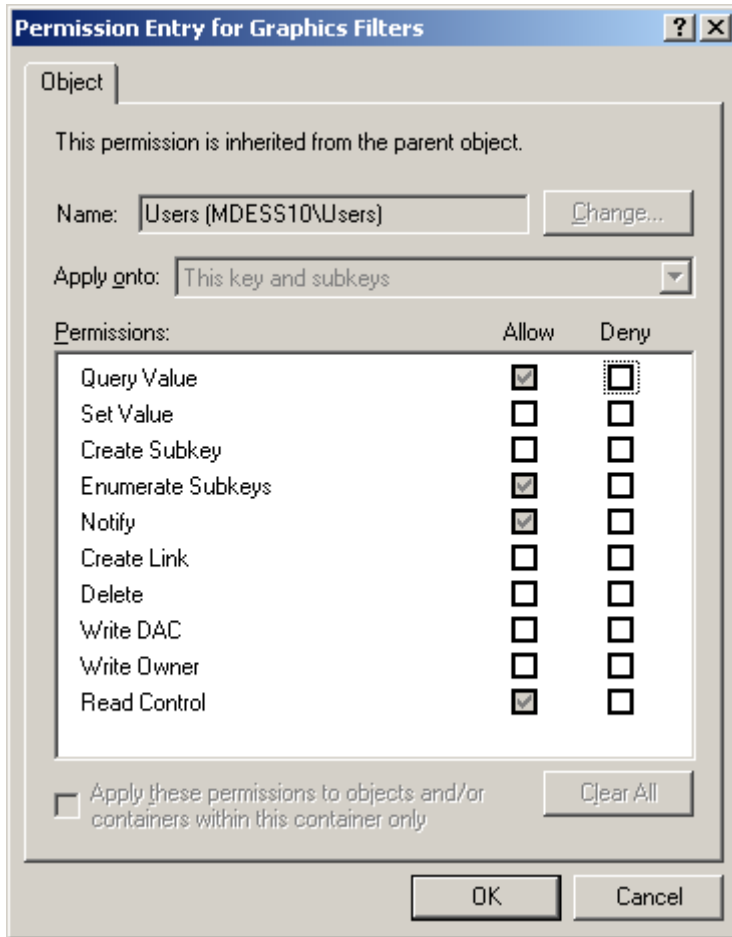 Permission Entry for Graphics Filters
Object
This permission is inherited from the parent object.
Name: Users (MDESS10\Users) Change...
Apply onto: This key and subkeys
Permissions: Allow Deny
Query Value
Set Value
Create Subkey
Enumerate Subkeys
Notify
Create Link
Delete
Write DAC
Write Owner
Read Control
Apply these permissions to objects and/or
containers within this container only
Clear All
OK Cancel